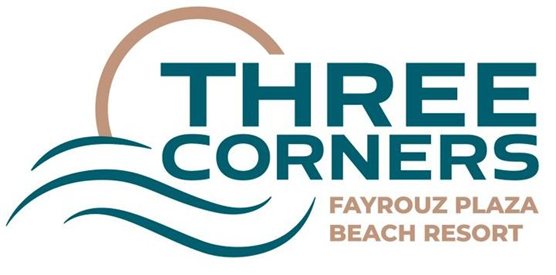 THREE
CORNERS
FAYROUZ PLAZA
BEACH RESORT